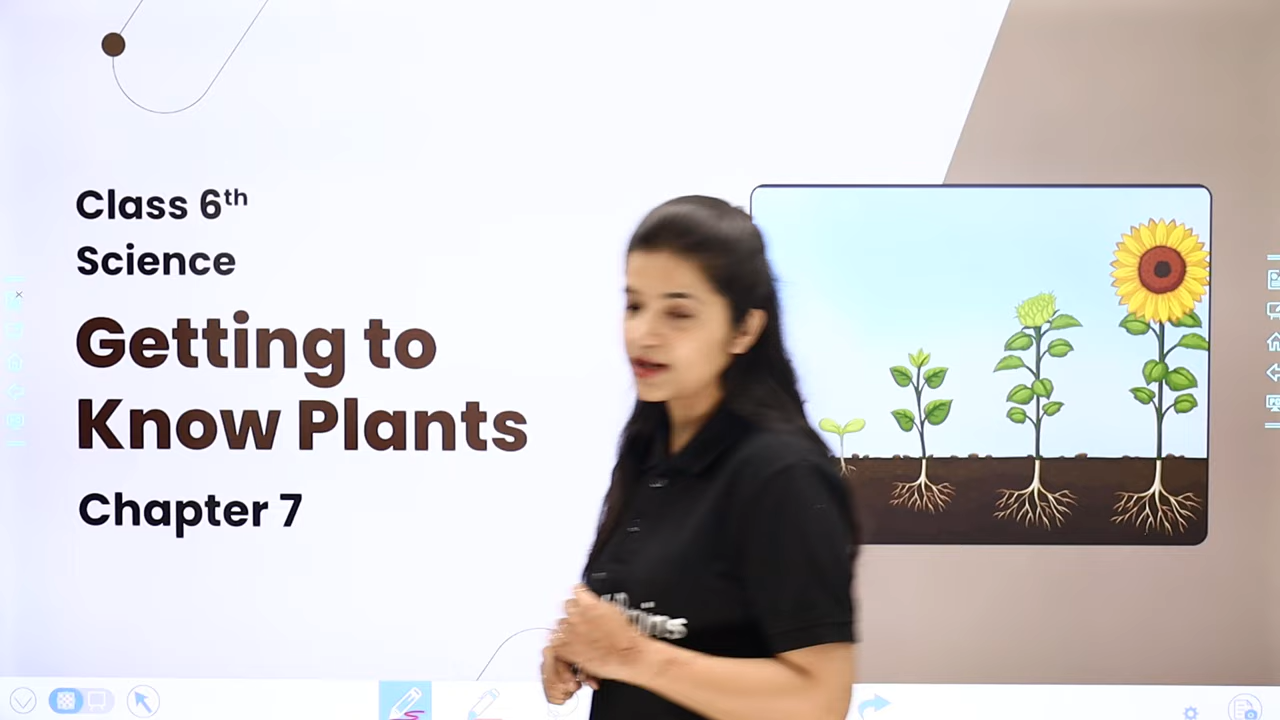 Class 6th
Science
Getting to
Know Plants
Chapter 7